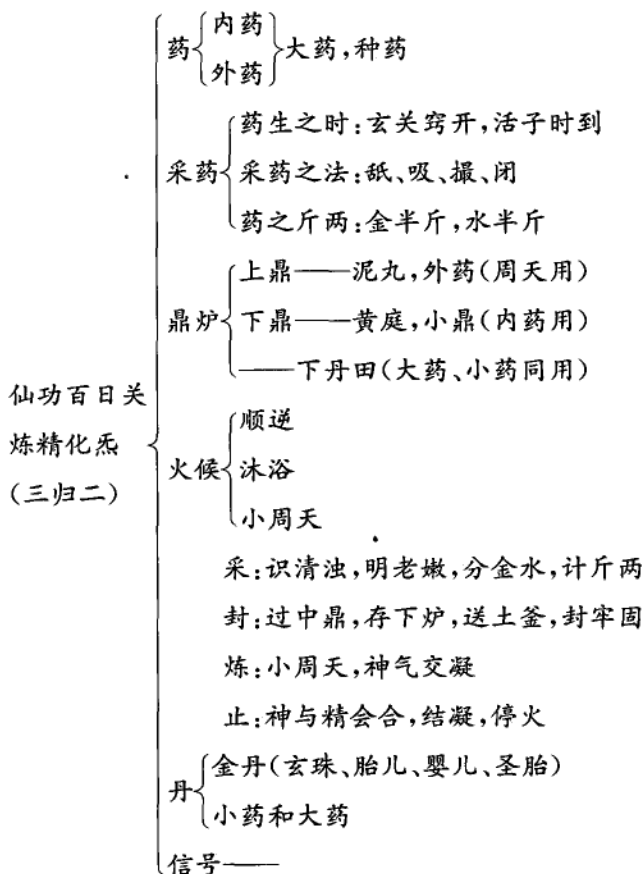 药
内药
外药
大药,种药
采药
药生之时:玄关窍开,活子时到
采药之法:舐、吸、撮、闭
药之斤两:金半斤,水半斤
鼎炉
上鼎——泥丸,外药(周天用)
下鼎——黄庭,小鼎(内药用)
——下丹田(大药、小药同用)
仙功百日关
炼精化炁
(三归二)
火候
顺逆
沐浴
小周天
采:识清浊,明老嫩,分金水,计斤两
封:过中鼎,存下炉,送土釜,封牢固
炼:小周天,神气交凝
止:神与精会合,结凝,停火
丹
金丹(玄珠、胎儿、婴儿、圣胎)
小药和大药
信号——